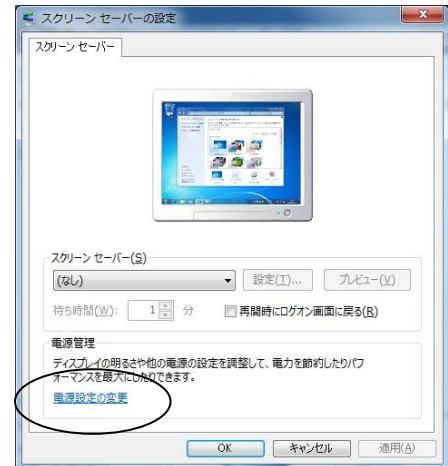 スクリーン セーバーの設定
スクリーン セーバー
スクリーン セーバー(S)
(なし)
設定(T)...
プレビュー(V)
待ち時間(W):
1
分
再開時にログオン画面に戻る(R)
電源管理
ディスプレイの明るさや他の電源の設定を調整して、電力を節約したりパフ
ォーマンスを最大にしたりできます。
電源設定の変更
OK
キャンセル
適用(A)